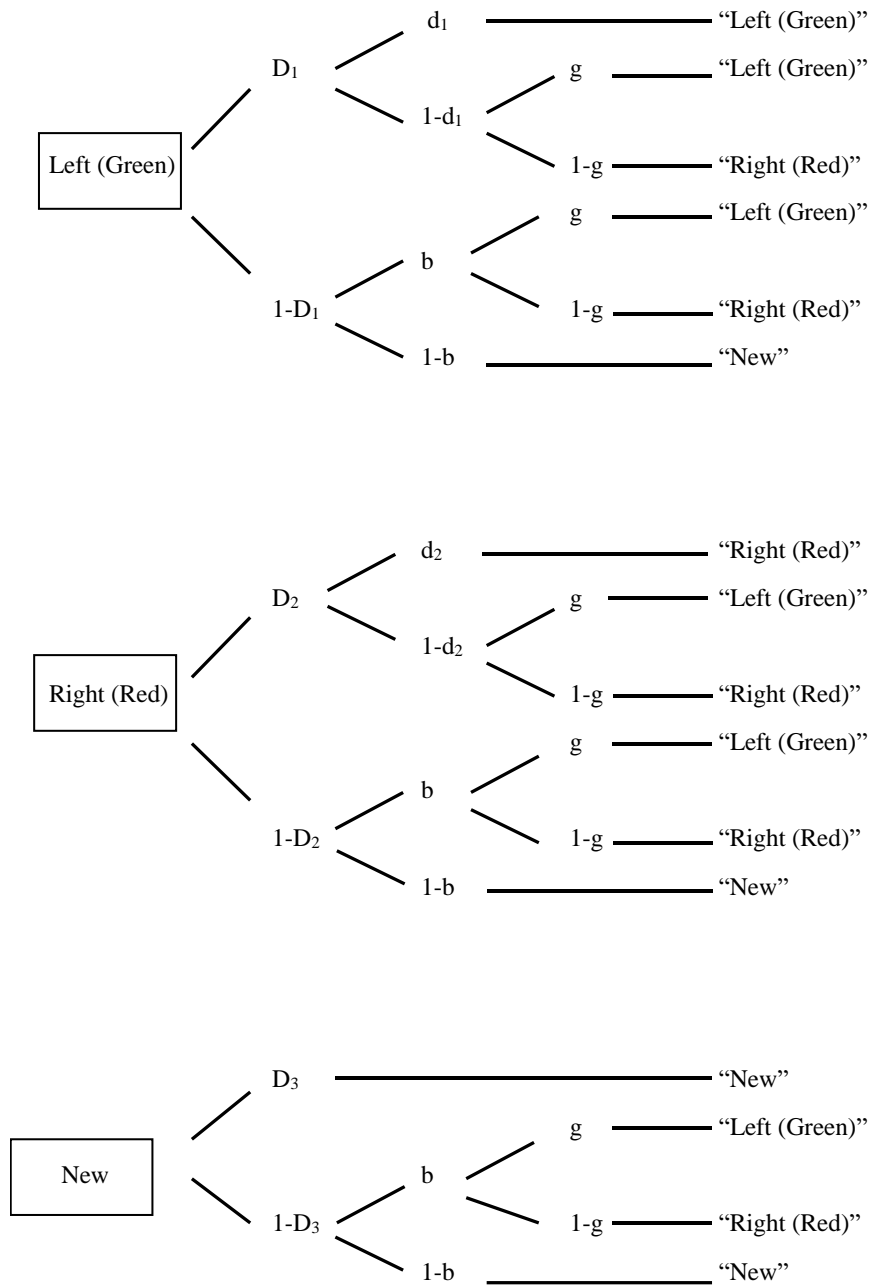 d₁ “Left (Green)”
D₁ g “Left (Green)”
1-d₁
Left (Green) 1-g “Right (Red)”
g “Left (Green)”
b
1-D₁ 1-g “Right (Red)”
1-b “New”
d₂ “Right (Red)”
D₂ g “Left (Green)”
1-d₂
Right (Red) 1-g “Right (Red)”
g “Left (Green)”
b
1-D₂ 1-g “Right (Red)”
1-b “New”
D₃ “New”
g “Left (Green)”
New b
1-D₃ 1-g “Right (Red)”
1-b “New”